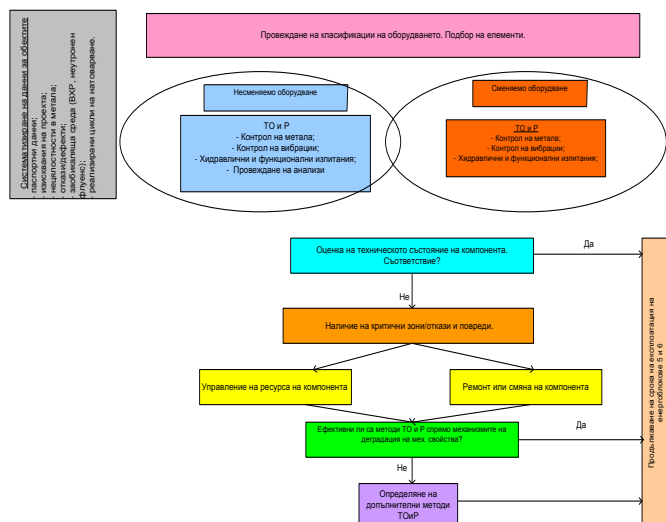 Систематизиране на данни за обектите
- паспортни данни;
- изисквания на проекта;
- нецялостности в метала;
- откази/дефекти;
- заобикаляща среда (ВХР, неутронен
флуенс);
- реализирани цикли на натоварване.
Провеждане на класификации на оборудването. Подбор на елементи.
Несменяемо оборудване
ТО и Р
- Контрол на метала;
- Контрол на вибрации;
- Хидравлични и функционални изпитания;
- Провеждане на анализи
Сменяемо оборудване
ТО и Р
- Контрол на метала;
- Контрол на вибрации;
- Хидравлични и функционални изпитания;
Оценка на техническото състояние на компонента.
Съответствие?
Да
Не
Наличие на критични зони/откази и повреди.
Управление на ресурса на компонента
Ремонт или смяна на компонента
Ефективни ли са методи ТО и Р спрямо механизмите на
деградация на мех. свойства?
Да
Не
Определяне на
допълнителни методи
ТОиР
Продължаване на срока на експлоатация на
енергоблокове 5 и 6